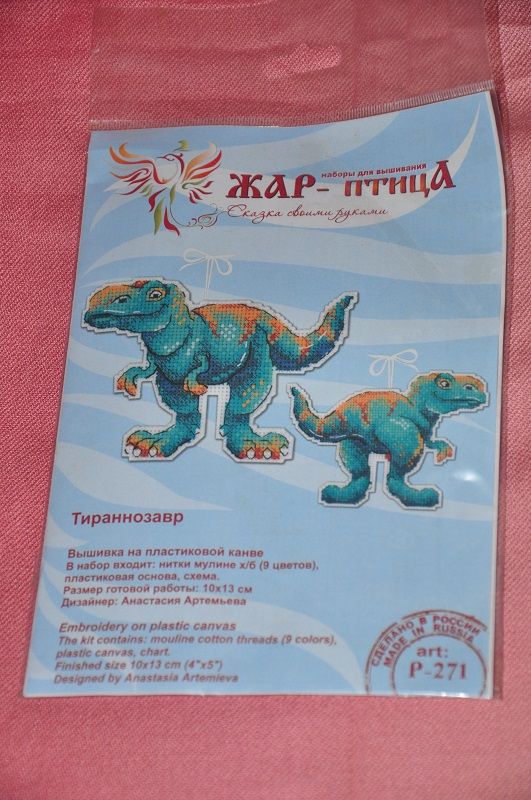 наборы для вышивания
ЖАР-ПТИЦА
Сказка своими руками
Тираннозавр
Вышивка на пластиковой канве
В набор входит: нитки мулине х/б (9 цветов),
пластиковая основа, схема.
Размер готовой работы: 10х13 см
Дизайнер: Анастасия Артемьева
Embroidery on plastic canvas
The kit contains: mouline cotton threads (9 colors),
plastic canvas, chart.
Finished size 10x13 cm (4"x5")
Designed by Anastasia Artemieva
СДЕЛАНО В РОССИИ
MADE IN RUSSIA
art:
P-271